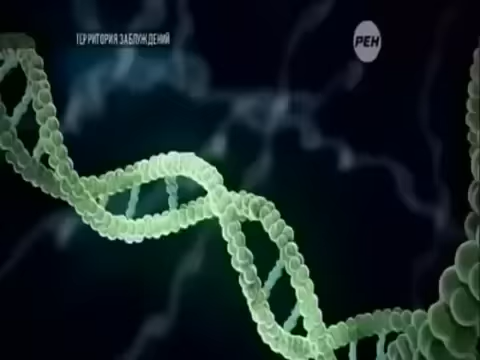 ТЕРРИТОРИЯ ЗАБЛУЖДЕНИЙ
РЕН